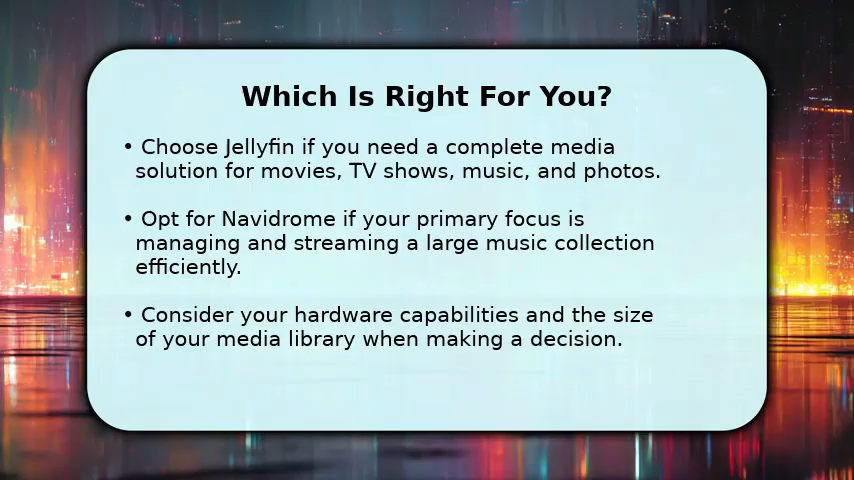 Which Is Right For You?
• Choose Jellyfin if you need a complete media
solution for movies, TV shows, music, and photos.
• Opt for Navidrome if your primary focus is
managing and streaming a large music collection
efficiently.
• Consider your hardware capabilities and the size
of your media library when making a decision.